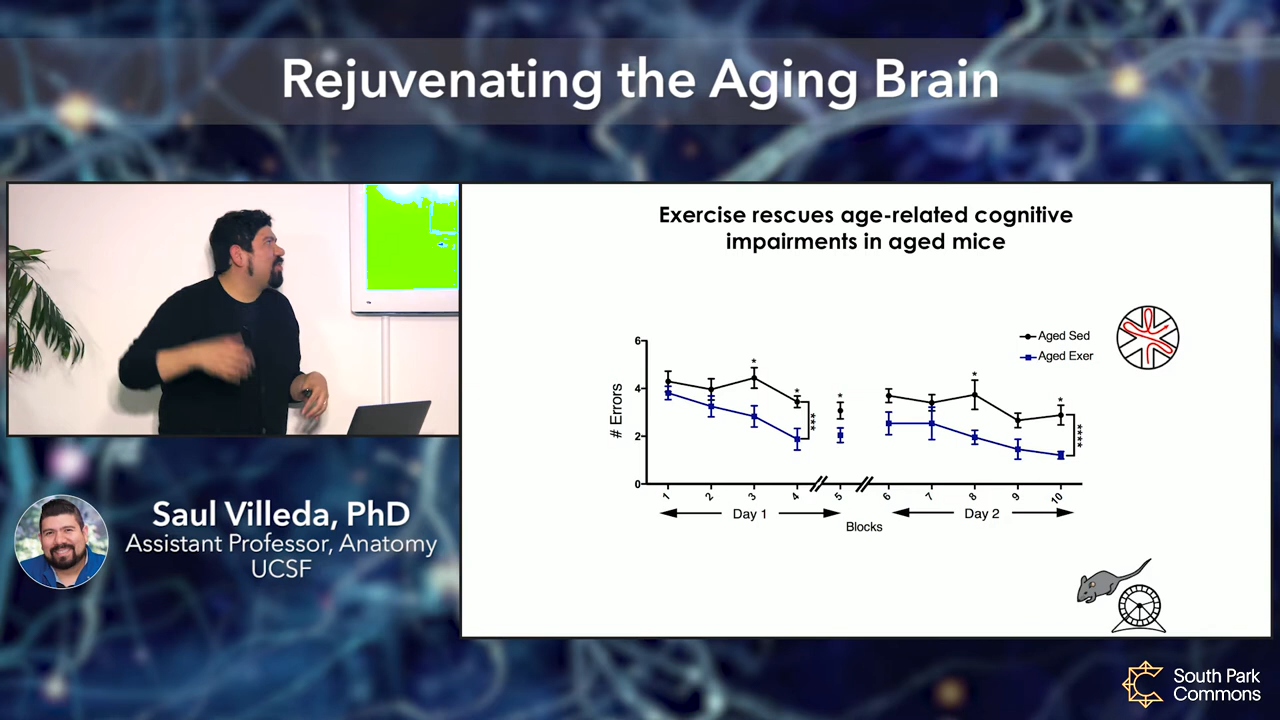 Rejuvenating the Aging Brain
Exercise rescues age-related cognitive
impairments in aged mice
Aged Sed
Aged Exer
# Errors
6
4
2
0
*
*
***
*
*
*
****
1
2
3
4
5
6
7
8
9
10
Day 1
Day 2
Blocks
Saul Villeda, PhD
Assistant Professor, Anatomy
UCSF
South Park
Commons